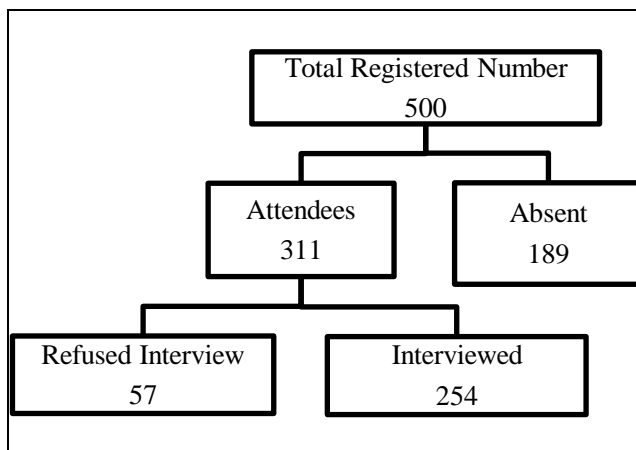 Total Registered Number
500
Attendees
311
Absent
189
Refused Interview
57
Interviewed
254